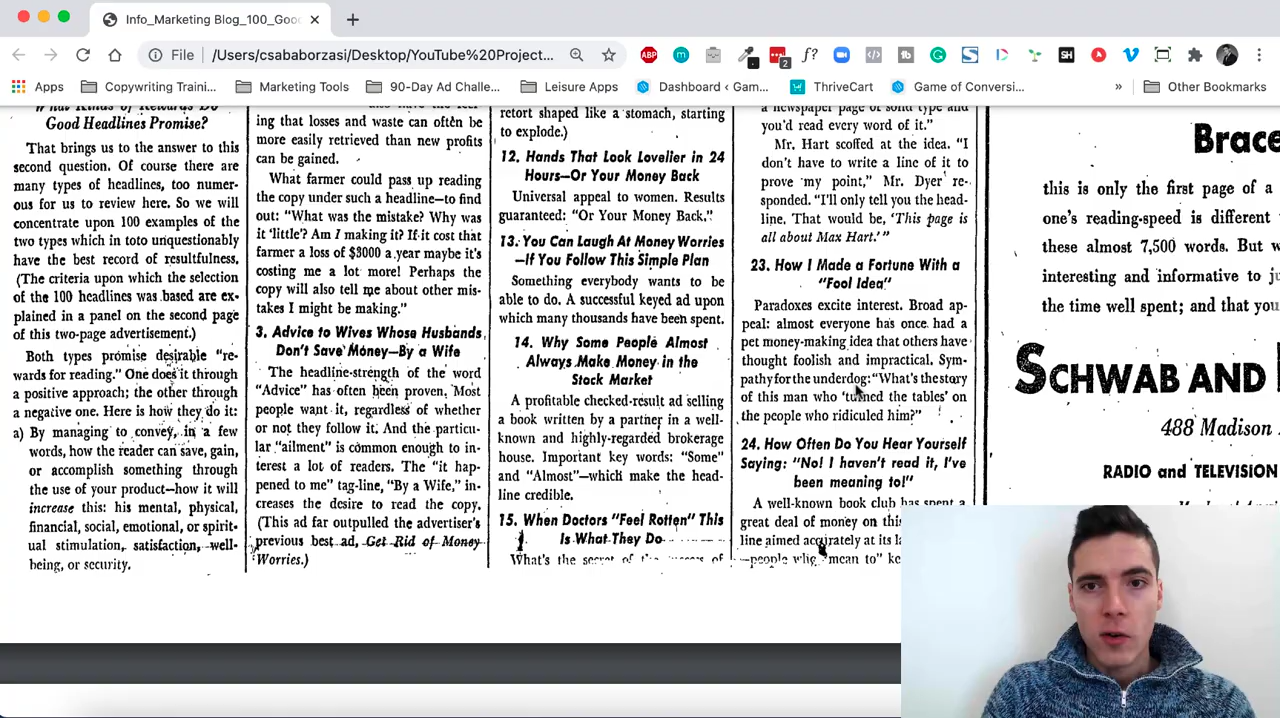 Info_Marketing Blog_100_Goo
File
/Users/csababorzasi/Desktop/YouTube%20Project...
Apps
Copywriting Traini...
Marketing Tools
90-Day Ad Challe...
Leisure Apps
Dashboard ‹ Gam...
ThriveCart
Game of Conversi...
»
Other Bookmarks
What Kinds of Rewards Do
Good Headlines Promise?
That brings us to the answer to this
second question. Of course there are
many types of headlines, too numer-
ous for us to review here. So we will
concentrate upon 100 examples of the
two types which in toto unquestionably
have the best record of resultfulness.
(The criteria upon which the selection
of the 100 headlines was based are ex-
plained in a panel on the second page
of this two-page advertisement.)
Both types promise desirable "re-
wards for reading." One does it through
a positive approach; the other through
a negative one. Here is how they do it:
a) By managing to convey, in a few
words, how the reader can save, gain,
or accomplish something through
the use of your product—how it will
increase this: his mental, physical,
financial, social, emotional, or spirit-
ual stimulation, satisfaction, well-
being, or security.
ing that losses and waste can often be
more easily retrieved than new profits
can be gained.
What farmer could pass up reading
the copy under such a headline—to find
out: "What was the mistake? Why was
it 'little'? Am I making it? If it cost that
farmer a loss of $3000 a year maybe it's
costing me a lot more! Perhaps the
copy will also tell me about other mis-
takes I might be making."
3. Advice to Wives Whose Husbands
Don't Save Money—By a Wife
The headline-strength of the word
"Advice" has often been proven. Most
people want it, regardless of whether
or not they follow it. And the particu-
lar "ailment" is common enough to in-
terest a lot of readers. The "it hap-
pened to me" tag-line, "By a Wife," in-
creases the desire to read the copy.
(This ad far outpulled the advertiser's
previous best ad, Get Rid of Money
Worries.)
retort shaped like a stomach, starting
to explode.)
12. Hands That Look Lovelier in 24
Hours—Or Your Money Back
Universal appeal to women. Results
guaranteed: "Or Your Money Back."
13. You Can Laugh At Money Worries
—If You Follow This Simple Plan
Something everybody wants to be
able to do. A successful keyed ad upon
which many thousands have been spent.
14. Why Some People Almost
Always Make Money in the
Stock Market
A profitable checked-result ad selling
a book written by a partner in a well-
known and highly-regarded brokerage
house. Important key words: "Some"
and "Almost"—which make the head-
line credible.
15. When Doctors "Feel Rotten" This
Is What They Do
What's the secret of the success of
a newspaper page of solid type and
you'd read every word of it."
Mr. Hart scoffed at the idea. "I
don't have to write a line of it to
prove my point," Mr. Dyer re-
sponded. "I'll only tell you the head-
line. That would be, 'This page is
all about Max Hart.'"
23. How I Made a Fortune With a
"Fool Idea"
Paradoxes excite interest. Broad ap-
peal: almost everyone has once had a
pet money-making idea that others have
thought foolish and impractical. Sym-
pathy for the underdog: "What's the story
of this man who 'turned the tables' on
the people who ridiculed him?"
24. How Often Do You Hear Yourself
Saying: "No! I haven't read it, I've
been meaning to!"
A well-known book club has spent a
great deal of money on this
line aimed accurately at its
—people who "mean to"
Brace
this is only the first page of a
one's reading-speed is different
these almost 7,500 words. But w
interesting and informative to ju
the time well spent; and that you
SCHWAB AND
488 Madison
RADIO and TELEVISION